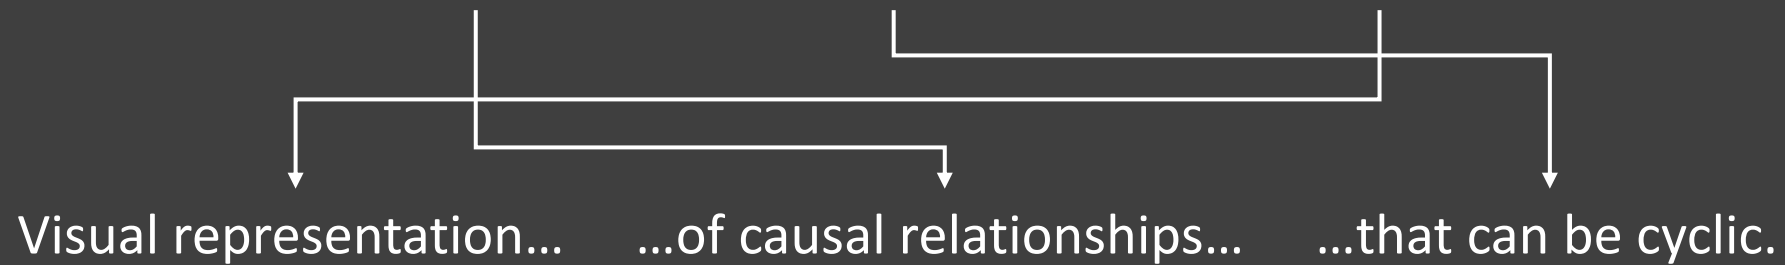 Visual representation… …of causal relationships… …that can be cyclic.